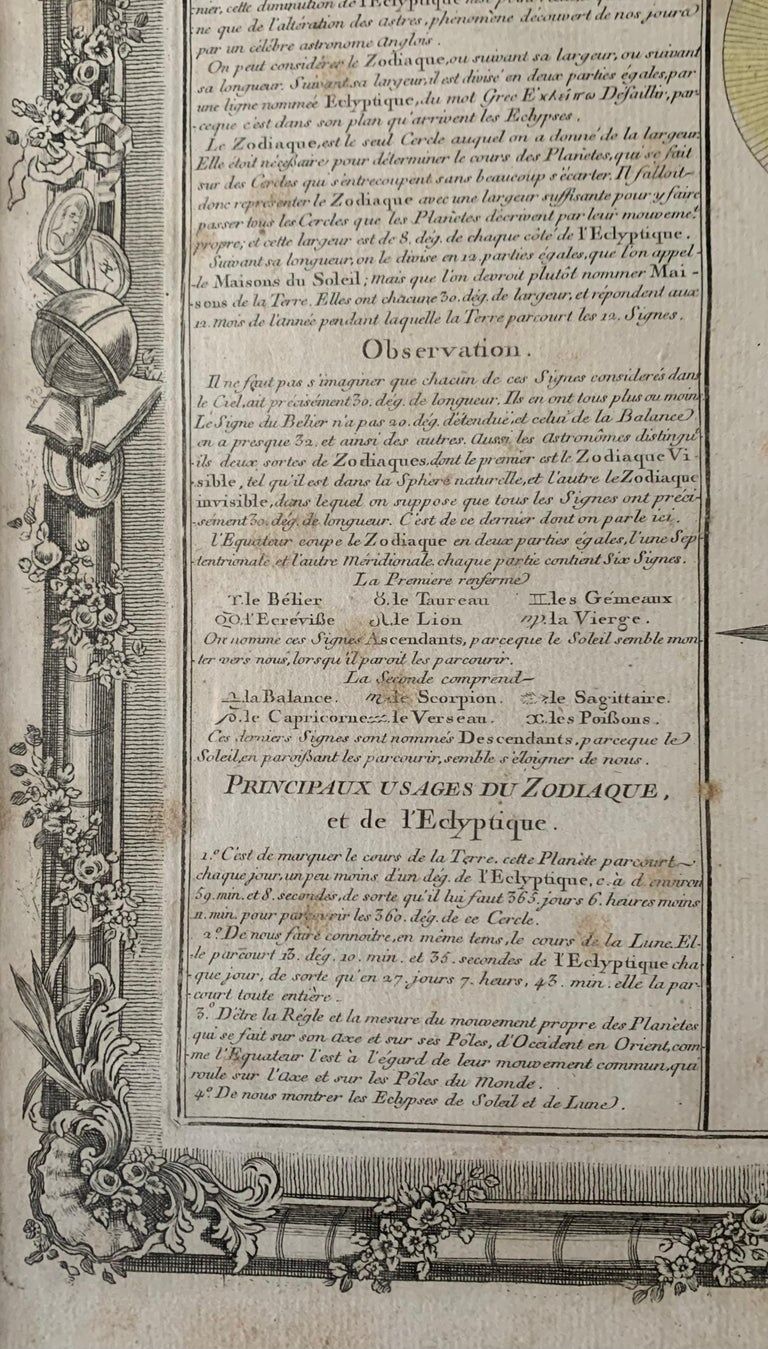 nier, cette diminution de l'Eclyptique
ne que de l'altération des astres, phénomène découvert de nos jours
par un célèbre astronome Anglois.
On peut considérer le Zodiaque, ou suivant sa largeur, ou suivant
sa longueur. Suivant sa largeur, il est divisé en deux parties égales, par
une ligne nommée Eclyptique, du mot Grec Ἐκλείπω Défaillir, par-
ceque c'est dans son plan qu'arrivent les Eclypses.
Le Zodiaque, est le seul Cercle auquel on a donné de la largeur.
Elle étoit nécessaire pour déterminer le cours des Planetes, qui se fait
sur des Cercles qui s'entrecoupent sans beaucoup s'écarter. Il falloit
donc représenter le Zodiaque avec une largeur suffisante pour y faire
passer tous les Cercles que les Planetes décrivent par leur mouvemet
propre; et cette largeur est de 8. dég. de chaque côté de l'Eclyptique.
Suivant sa longueur, on le divise en 12. parties égales, que l'on appel-
-le Maisons du Soleil; mais que l'on devroit plutôt nommer Mai-
sons de la Terre. Elles ont chacune 30. dég. de largeur, et répondent aux
12. mois de l'année pendant laquelle la Terre parcourt les 12. Signes.
Observation.
Il ne faut pas s'imaginer que chacun de ces Signes considerés dans
le Ciel, ait précisément 30. dég. de longueur. Ils en ont tous plus ou moins
Le Signe du Bélier n'a pas 20. dég. d'étendue, et celui de la Balance
en a presque 32. et ainsi des autres. Aussi les Astronômes distingu-
ils deux sortes de Zodiaques, dont le premier est le Zodiaque Vi-
sible, tel qu'il est dans la Sphere naturelle, et l'autre le Zodiaque
invisible, dans lequel on suppose que tous les Signes ont préci-
-sément 30. dég. de longueur. C'est de ce dernier dont on parle ici.
l'Equateur coupe le Zodiaque en deux parties égales, l'une Sep-
tentrionale et l'autre Méridionale. chaque partie contient Six Signes.
La Premiere renferme
♈. le Bélier ♉. le Taureau ♊. les Gémeaux
♋. l'Ecrévisse ♌. le Lion ♍. la Vierge.
On nomme ces Signes Ascendants, parceque le Soleil semble mon-
ter vers nous, lorsqu'il paroit les parcourir.
La Seconde comprend
♎. la Balance. ♏. le Scorpion. ♐. le Sagittaire.
♑. le Capricorne ♒. le Verseau. ♓. les Poissons.
Ces derniers Signes sont nommés Descendants, parceque le
Soleil, en paroissant les parcourir, semble s'éloigner de nous.
PRINCIPAUX USAGES DU ZODIAQUE,
et de l'Eclyptique.
1.º C'est de marquer le cours de la Terre. cette Planète parcourt
chaque jour, un peu moins d'un dég. de l'Eclyptique, c. à d. environ
59. min. et 8. secondes, de sorte qu'il lui faut 365. jours 6. heures moins
11. min. pour parcourir les 360. dég. de ce Cercle.
2.º De nous faire connoitre, en même tems, le cours de la Lune. El-
le parcourt 13. dég. 10. min. et 35. secondes de l'Eclyptique cha-
que jour, de sorte qu'en 27. jours 7. heurs, 43. min. elle la par-
court toute entière.
3.º D'être la Régle et la mesure du mouvement propre des Planètes
qui se fait sur son Axe et sur ses Pôles, d'Occident en Orient, com-
me l'Equateur l'est à l'égard de leur mouvement commun, qui
roule sur l'Axe et sur les Pôles du Monde.
4.º De nous montrer les Eclypses de Soleil et de Lune.